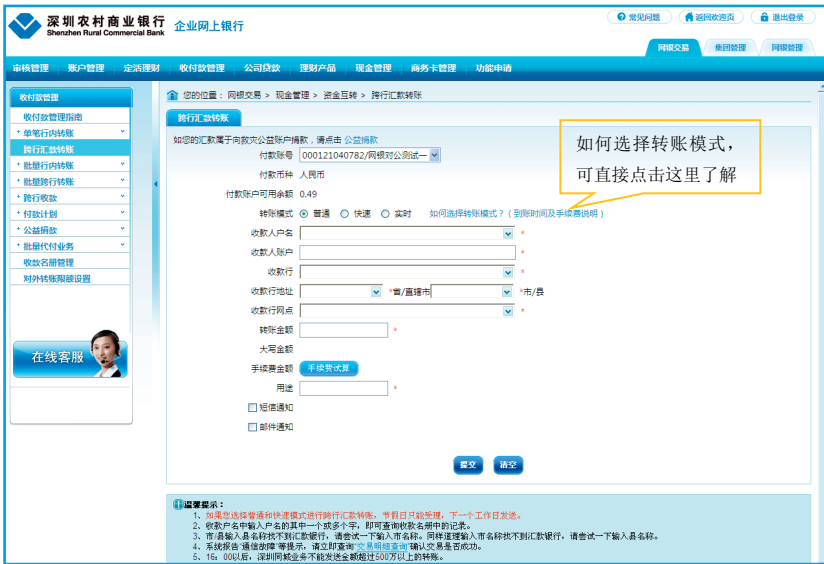 深圳农村商业银行 企业网上银行
Shenzhen Rural Commercial Bank
常见问题 返回欢迎页 退出登录
网银交易 集团管理 网银管理
审核管理 账户管理 定活理财 收付款管理 公司贷款 理财产品 现金管理 商务卡管理 功能申请
收付款管理
收付款管理指南
单笔行内转账
跨行汇款转账
批量行内转账
批量跨行转账
跨行收款
付款计划
公益捐款
批量代付业务
收款名册管理
对外转账限额设置
在线客服
您的位置：网银交易 > 现金管理 > 资金互转 > 跨行汇款转账
跨行汇款转账
如您的汇款属于向救灾公益账户捐款，请点击 公益捐款
付款账号 000121040782/网银对公测试一
付款币种 人民币
付款账户可用余额 0.49
转账模式 普通 快速 实时 如何选择转账模式？(到账时间及手续费说明)
收款人户名 *
收款人账户 *
收款行 *
收款行地址 *省/直辖市 *市/县
收款行网点 *
转账金额 *
大写金额
手续费金额 手续费试算
用途 *
短信通知
邮件通知
提交 清空
如何选择转账模式，
可直接点击这里了解
温馨提示：
1、如果您选择普通和快速模式进行跨行汇款转账，节假日只能受理，下一个工作日发送。
2、收款户名中输入户名的其中一个或多个字，即可查询收款名册中的记录。
3、市/县输入县名称找不到汇款银行，请尝试一下输入市名称。同样道理输入市名称找不到汇款银行，请尝试一下输入县名称。
4、系统报告"通信故障"等提示，请立即查询"交易明细查询"确认交易是否成功。
5、16：00以后，深圳同城业务不能发送金额超过500万以上的转账。